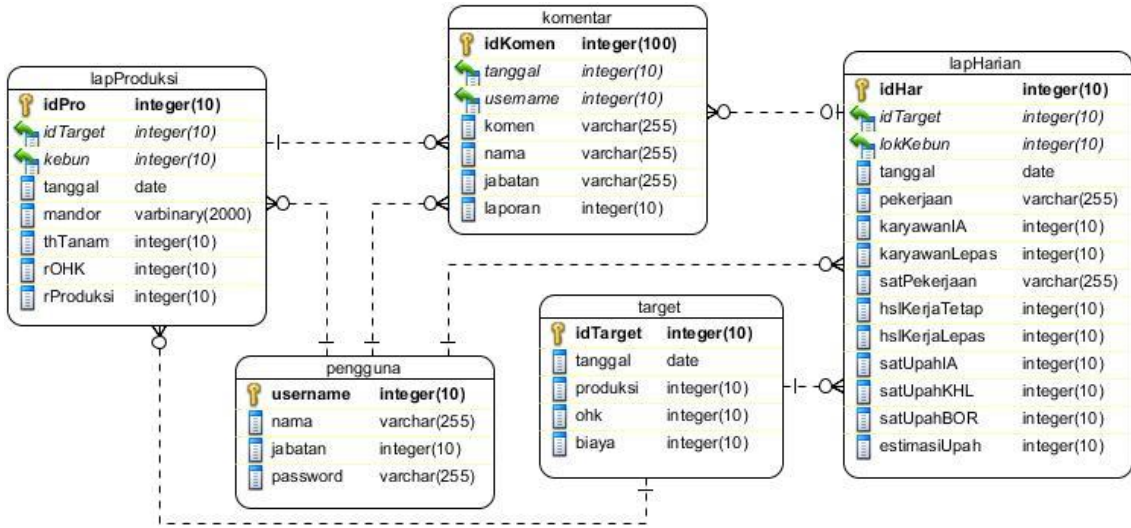 komentar
idKomen integer(100)
tanggal integer(10)
username integer(10)
komen varchar(255)
nama varchar(255)
jabatan varchar(255)
laporan integer(10)
lapProduksi
idPro integer(10)
idTarget integer(10)
kebun integer(10)
tanggal date
mandor varbinary(2000)
thTanam integer(10)
rOHK integer(10)
rProduksi integer(10)
lapHarian
idHar integer(10)
idTarget integer(10)
lokKebun integer(10)
tanggal date
pekerjaan varchar(255)
karyawanIA integer(10)
karyawanLepas integer(10)
satPekerjaan varchar(255)
hslKerjaTetap integer(10)
hslKerjaLepas integer(10)
satUpahIA integer(10)
satUpahKHL integer(10)
satUpahBOR integer(10)
estimasiUpah integer(10)
target
idTarget integer(10)
tanggal date
produksi integer(10)
ohk integer(10)
biaya integer(10)
pengguna
username integer(10)
nama varchar(255)
jabatan integer(10)
password varchar(255)